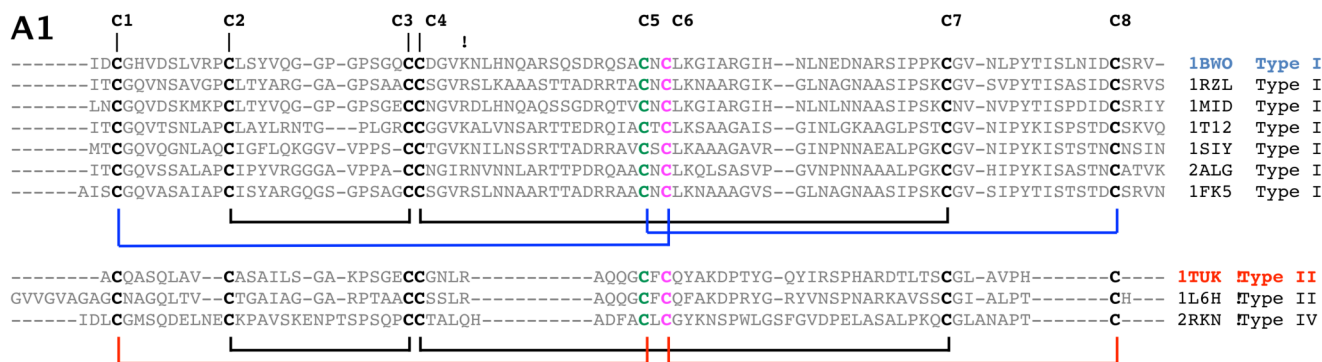 A1 C1 C2 C3 C4 C5 C6 C7 C8
!
-------IDCGHVDSLVRPCLSYVQG-GP-GPSGQCCDGVKNLHNQARSQSDRQSACNCLKGIARGIH--NLNEDNARSIPPKCGV-NLPYTISLNIDCSRV- 1BWO Type I
-------ITCGQVNSAVGPCLTYARG-GA-GPSAACCSGVRSLKAAASTTADRRTACNCLKNAARGIK--GLNAGNAASIPSKCGV-SVPYTISASIDCSRVS 1RZL Type I
-------LNCGQVDSKMKPCLTYVQG-GP-GPSGECCNGVRDLHNQAQSSGDRQTVCNCLKGIARGIH--NLNLNNAASIPSKCNV-NVPYTISPDIDCSRIY 1MID Type I
-------ITCGQVTSNLAPCLAYLRNTG---PLGRCCGGVKALVNSARTTEDRQIACTCLKSAAGAIS--GINLGKAAGLPSTCGV-NIPYKISPSTDCSKVQ 1T12 Type I
-------MTCGQVQGNLAQCIGFLQKGGV-VPPS-CCTGVKNILNSSRTTADRRAVCSCLKAAAGAVR--GINPNNAEALPGKCGV-NIPYKISTSTNCNSIN 1SIY Type I
-------ITCGQVSSALAPCIPYVRGGGA-VPPA-CCNGIRNVNNLARTTPDRQAACNCLKQLSASVP--GVNPNNAAALPGKCGV-HIPYKISASTNCATVK 2ALG Type I
------AISCGQVASAIAPCISYARGQGS-GPSAGCCSGVRSLNNAARTTADRRAACNCLKNAAAGVS--GLNAGNAASIPSKCGV-SIPYTISTSTDCSRVN 1FK5 Type I
--------ACQASQLAV--CASAILS-GA-KPSGECCGNLR-----------AQQGCFCQYAKDPTYG-QYIRSPHARDTLTSCGL-AVPH-------C---- 1TUK !Type II
GVVGVAGAGCNAGQLTV--CTGAIAG-GA-RPTAACCSSLR-----------AQQGCFCQFAKDPRYG-RYVNSPNARKAVSSCGI-ALPT-------CH--- 1L6H !Type II
------IDLCGMSQDELNECKPAVSKENPTSPSQPCCTALQH----------ADFACLCGYKNSPWLGSFGVDPELASALPKQCGLANAPT-------C---- 2RKN !Type IV